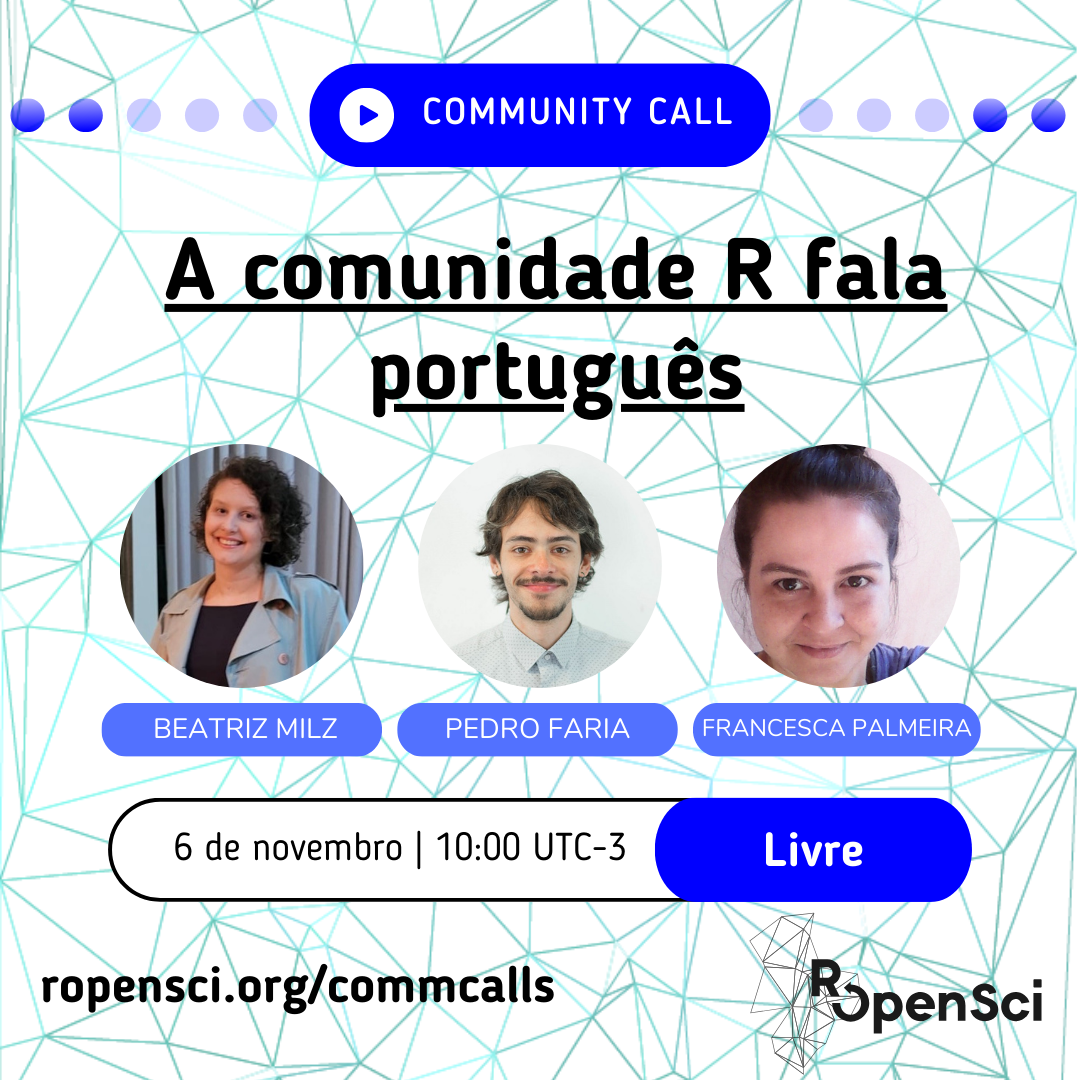 COMMUNITY CALL
A comunidade R fala
português
BEATRIZ MILZ
PEDRO FARIA
FRANCESCA PALMEIRA
6 de novembro | 10:00 UTC-3
Livre
ropensci.org/commcalls
ROpenSci